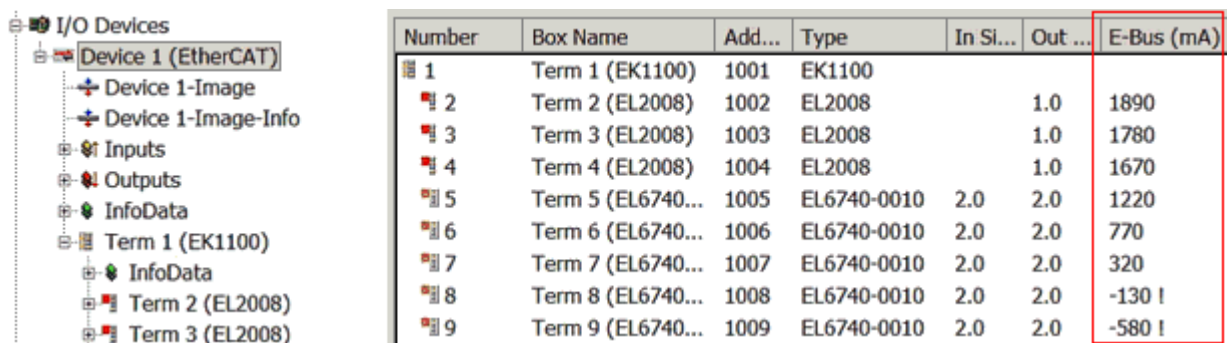 I/O Devices
Device 1 (EtherCAT)
Device 1-Image
Device 1-Image-Info
Inputs
Outputs
InfoData
Term 1 (EK1100)
InfoData
Term 2 (EL2008)
Term 3 (EL2008)
Number Box Name Add... Type In Si... Out ... E-Bus (mA)
1 Term 1 (EK1100) 1001 EK1100
2 Term 2 (EL2008) 1002 EL2008 1.0 1890
3 Term 3 (EL2008) 1003 EL2008 1.0 1780
4 Term 4 (EL2008) 1004 EL2008 1.0 1670
5 Term 5 (EL6740... 1005 EL6740-0010 2.0 2.0 1220
6 Term 6 (EL6740... 1006 EL6740-0010 2.0 2.0 770
7 Term 7 (EL6740... 1007 EL6740-0010 2.0 2.0 320
8 Term 8 (EL6740... 1008 EL6740-0010 2.0 2.0 -130 !
9 Term 9 (EL6740... 1009 EL6740-0010 2.0 2.0 -580 !